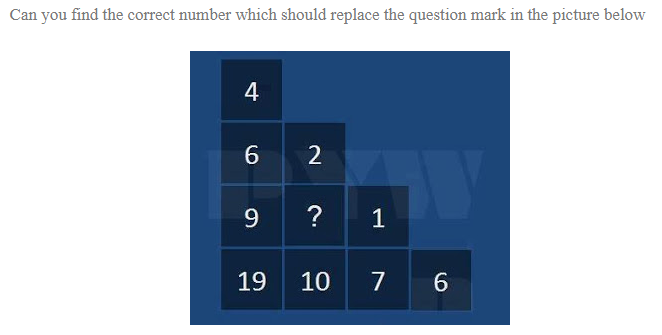 Can you find the correct number which should replace the question mark in the picture below
4
6 2
9 ? 1
19 10 7 6